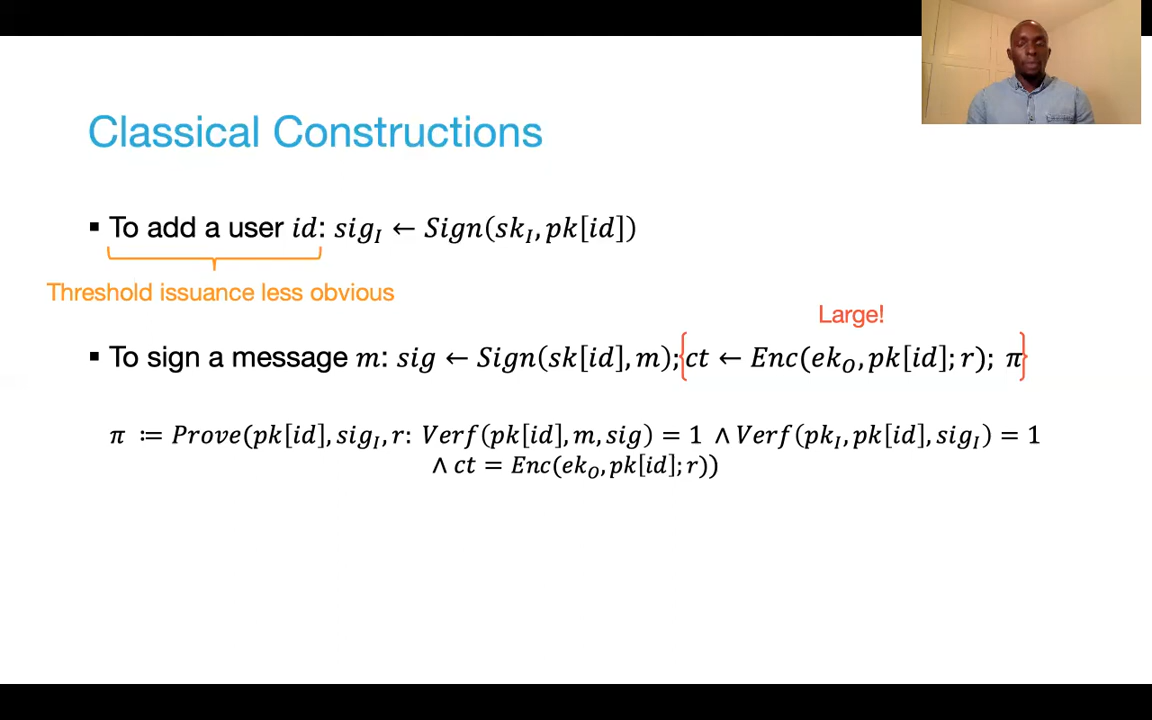 Classical Constructions
▪ To add a user id: sig_I ← Sign(sk_I, pk[id])
Threshold issuance less obvious
Large!
▪ To sign a message m: sig ← Sign(sk[id], m); {ct ← Enc(ek_O, pk[id]; r); π}
π ≔ Prove(pk[id], sig_I, r: Verf(pk[id], m, sig) = 1 ∧ Verf(pk_I, pk[id], sig_I) = 1
∧ ct = Enc(ek_O, pk[id]; r))